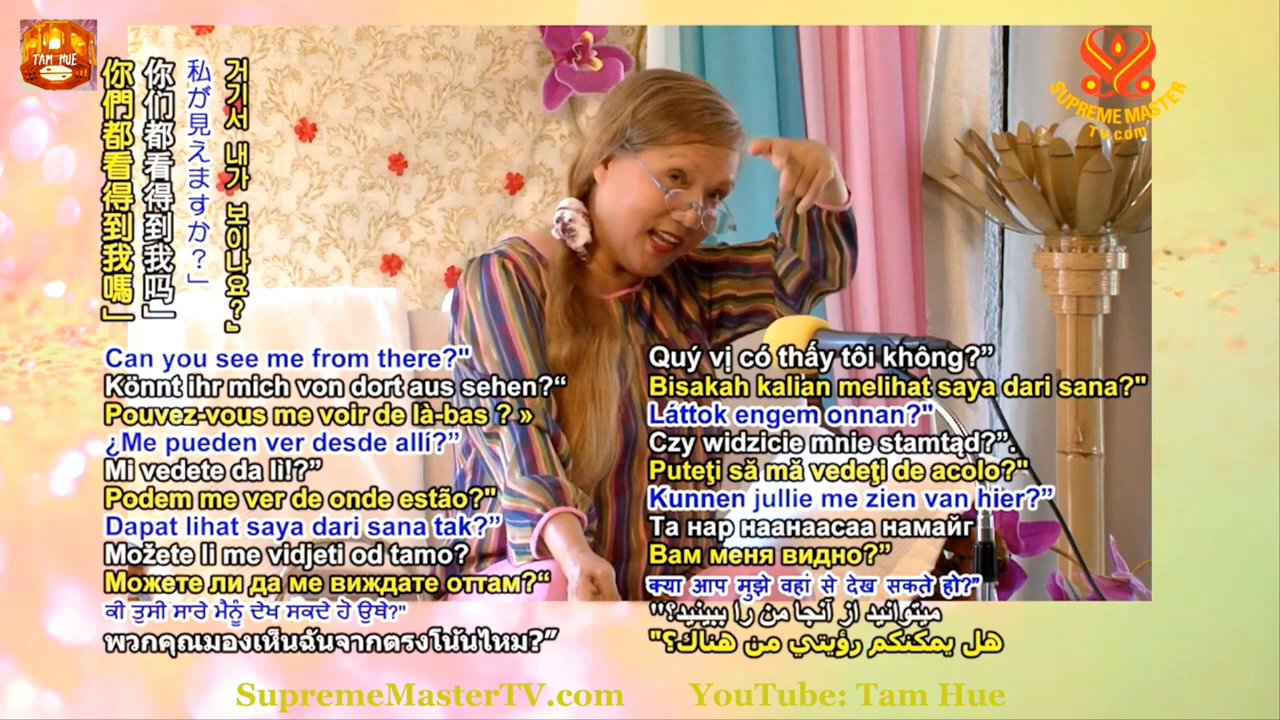 TAM HUE
SUPREME MASTER
TV.com
你們都看得到我嗎」
你们都看得到我吗」
私が見えますか？」
거기서 내가 보이나요?」
Can you see me from there?"
Könnt ihr mich von dort aus sehen?“
Pouvez-vous me voir de là-bas ? »
¿Me pueden ver desde allí?”
Mi vedete da lì!?”
Podem me ver de onde estão?"
Dapat lihat saya dari sana tak?”
Možete li me vidjeti od tamo?
Можете ли да ме виждате оттам?“
ਕੀ ਤੁਸੀ ਸਾਰੇ ਮੈਨੂੰ ਦੇਖ ਸਕਦੇ ਹੋ ਉਥੋਂ?"
พวกคุณมองเห็นฉันจากตรงโน้นไหม?”
Quý vị có thấy tôi không?”
Bisakah kalian melihat saya dari sana?"
Láttok engem onnan?"
Czy widzicie mnie stamtąd?”.
Puteţi să mă vedeţi de acolo?"
Kunnen jullie me zien van hier?”
Та нар наанаасаа намайг
Вам меня видно?”
क्या आप मुझे वहां से देख सकते हो?”
میتوانید از آنجا من را ببینید؟"
هل يمكنكم رؤيتي من هناك؟"
SupremeMasterTV.com
YouTube: Tam Hue